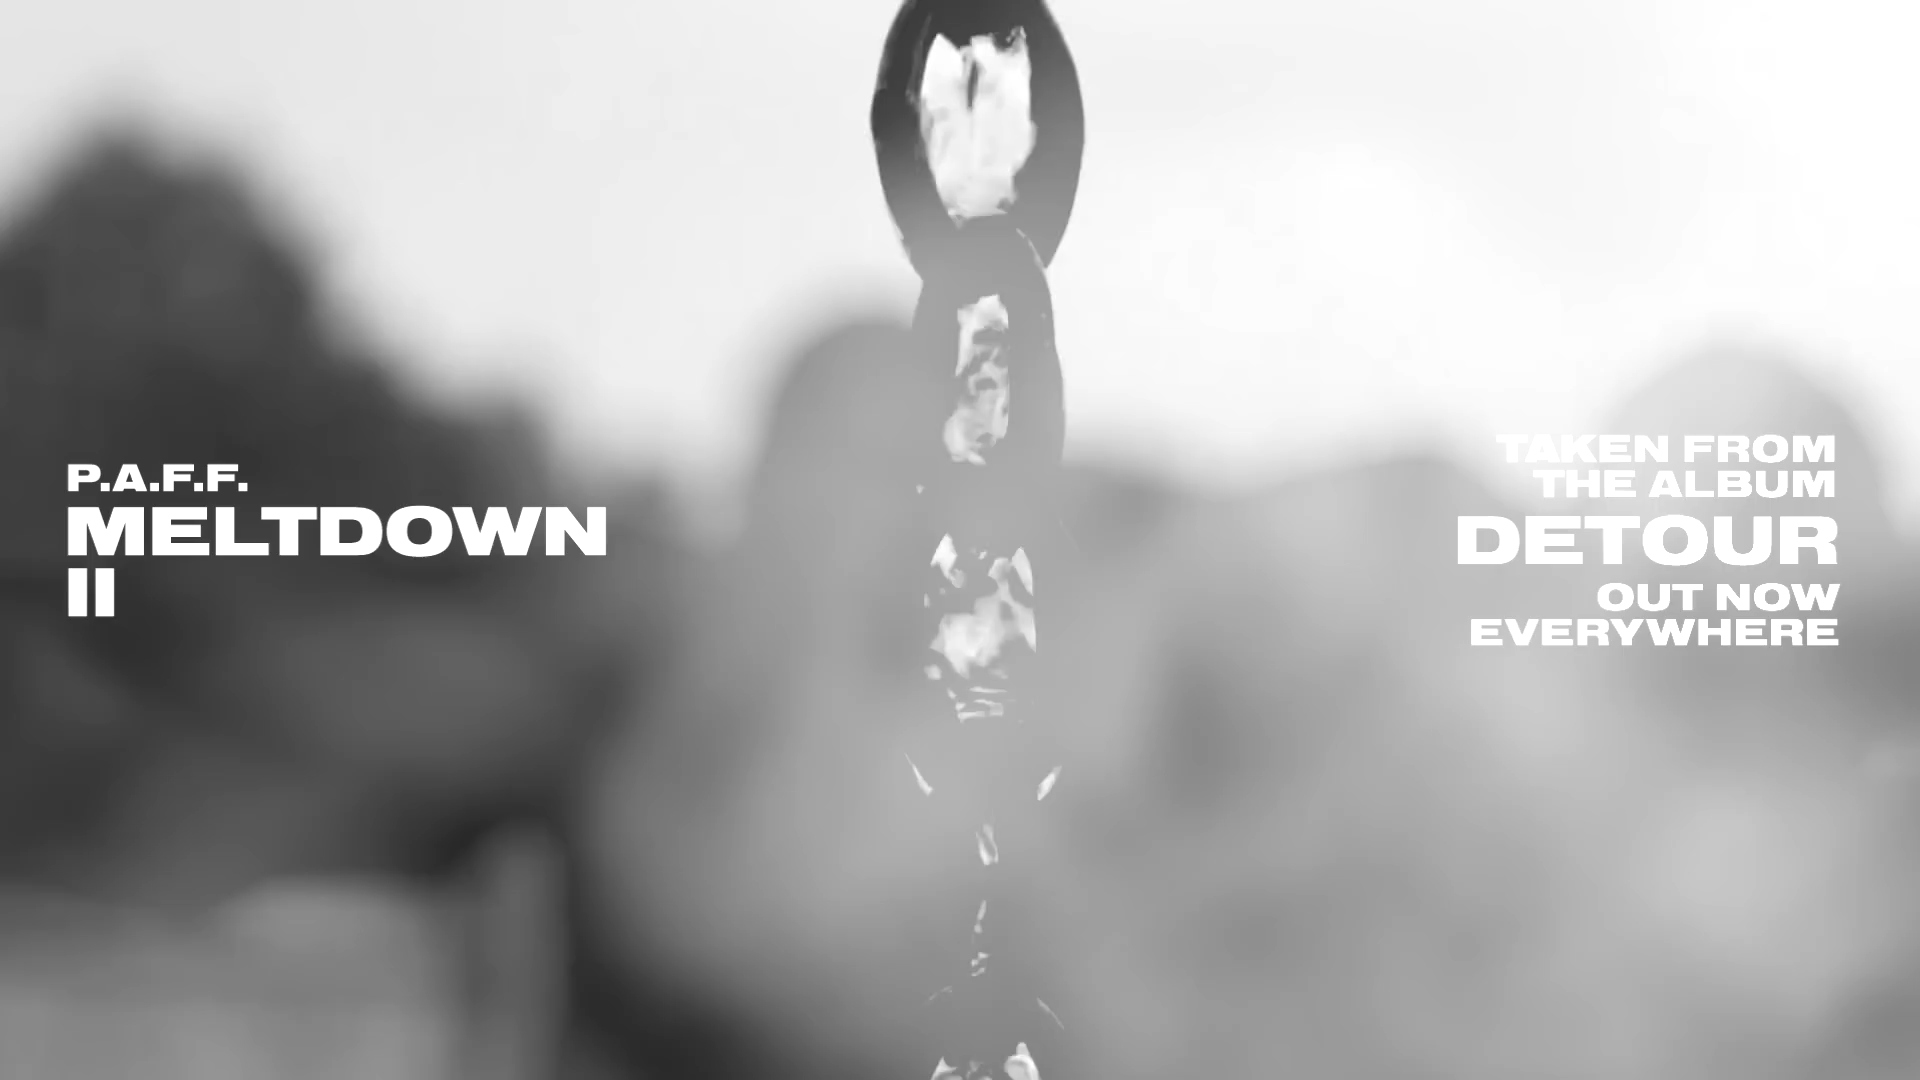 P.A.F.F.
MELTDOWN
II
TAKEN FROM
THE ALBUM
DETOUR
OUT NOW
EVERYWHERE